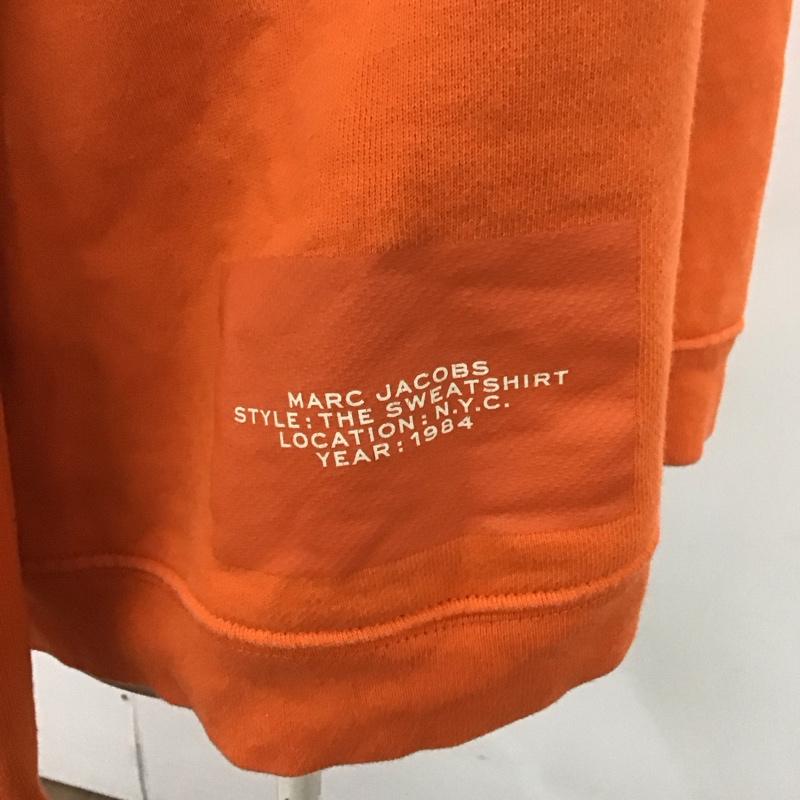 MARC JACOBS
STYLE: THE SWEATSHIRT
LOCATION: N.Y.C.
YEAR: 1984